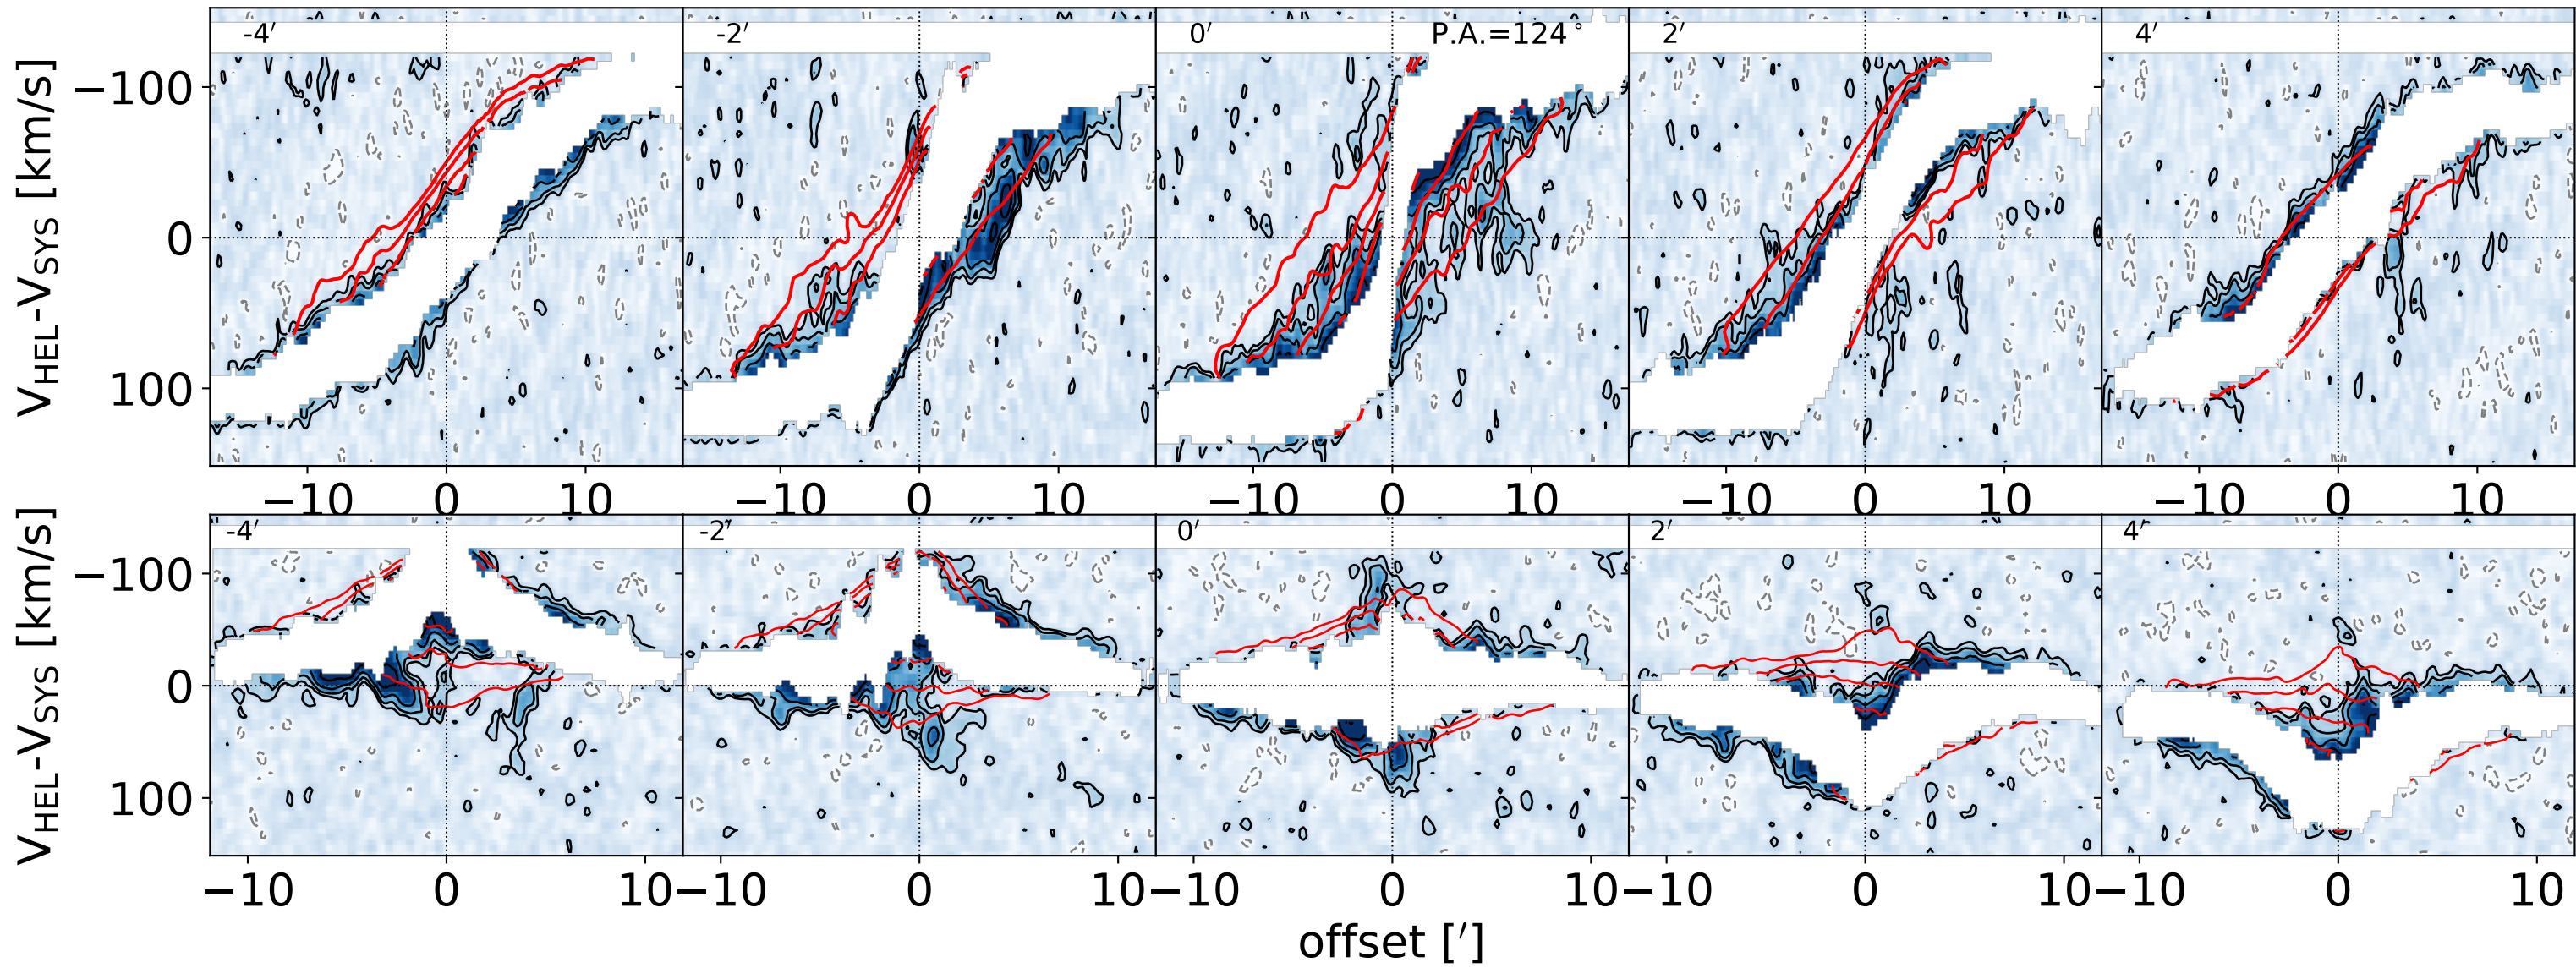 -4′ -2′ 0′ P.A.=124° 2′ 4′
V_HEL-V_SYS [km/s]
−100
0
100
−10 0 10 −10 0 10 −10 0 10 −10 0 10 −10 0 10
-4′ -2′ 0′ 2′ 4′
V_HEL-V_SYS [km/s]
−100
0
100
−10 0 10 −10 0 10 −10 0 10 −10 0 10 −10 0 10
offset [′]